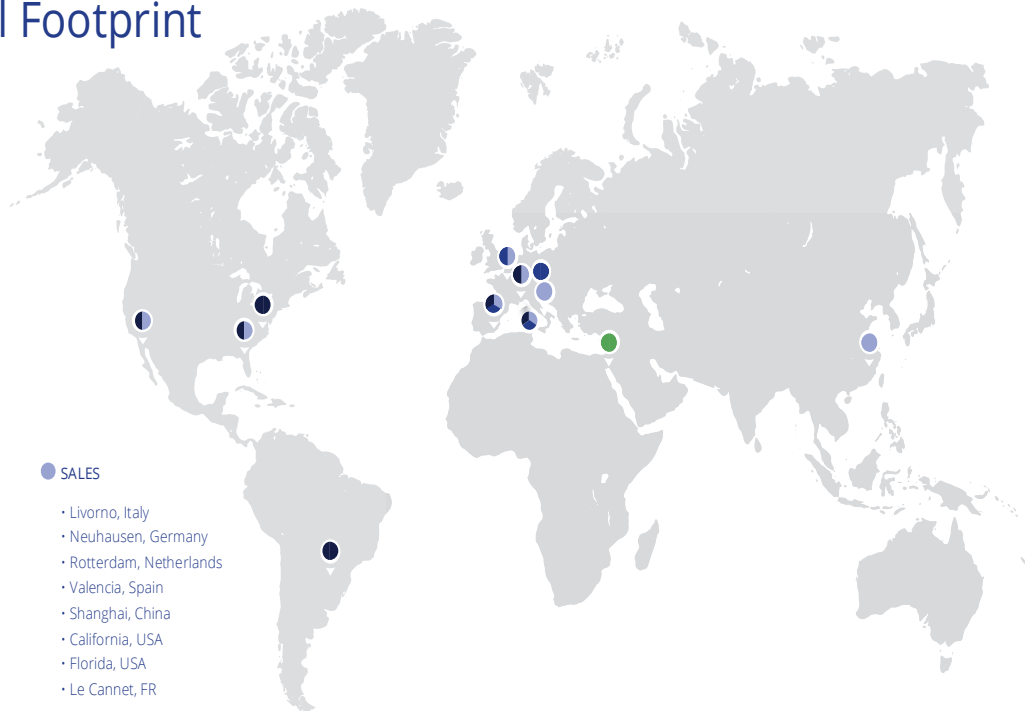 l Footprint
SALES
• Livorno, Italy
• Neuhausen, Germany
• Rotterdam, Netherlands
• Valencia, Spain
• Shanghai, China
• California, USA
• Florida, USA
• Le Cannet, FR